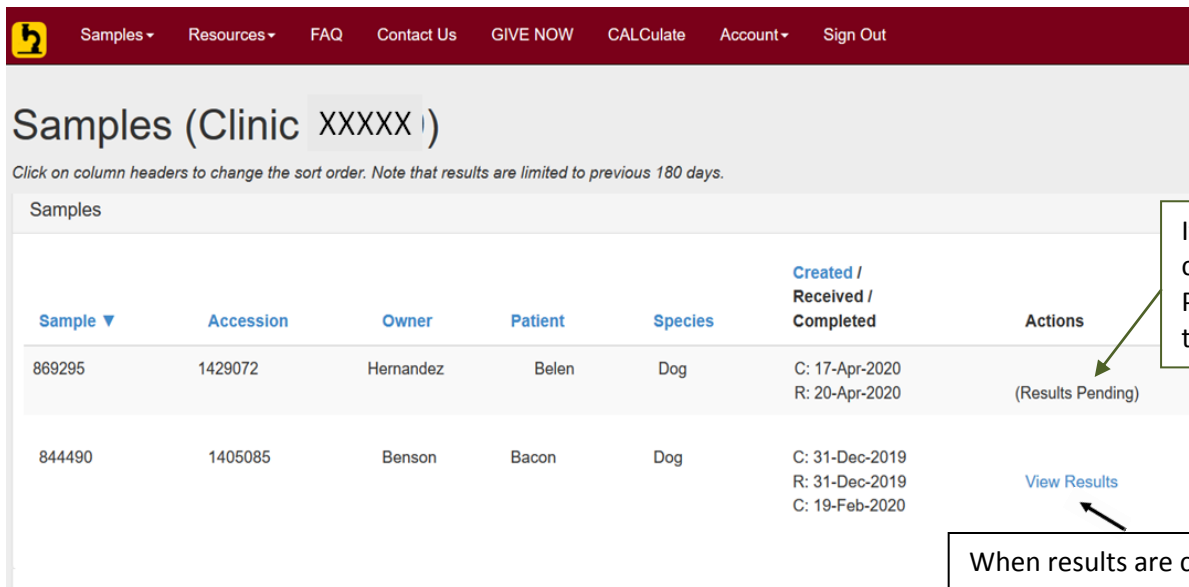 Samples Resources FAQ Contact Us GIVE NOW CALCulate Account Sign Out
Samples (Clinic XXXXX )
Click on column headers to change the sort order. Note that results are limited to previous 180 days.
Samples
Sample ▼ Accession Owner Patient Species Created / Received / Completed Actions
869295 1429072 Hernandez Belen Dog C: 17-Apr-2020
R: 20-Apr-2020 (Results Pending)
844490 1405085 Benson Bacon Dog C: 31-Dec-2019
R: 31-Dec-2019 View Results
C: 19-Feb-2020
When results are